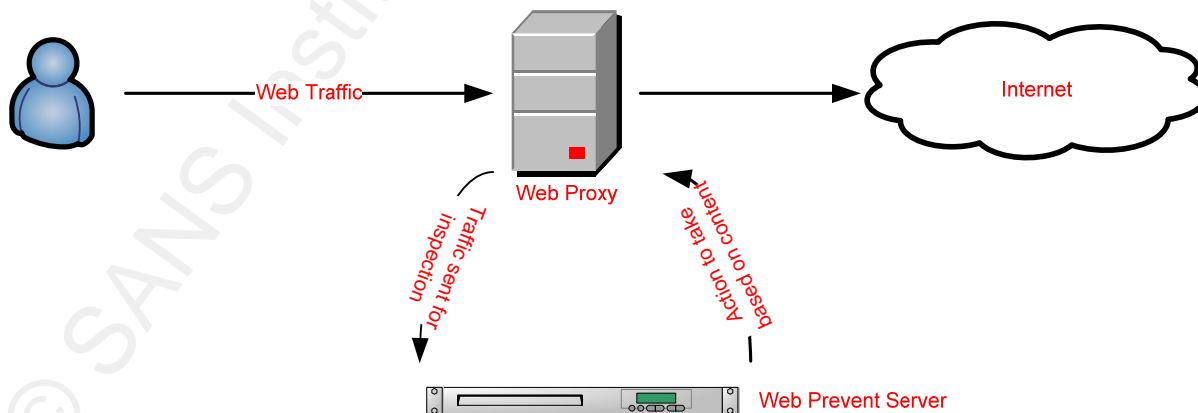 Web Traffic
Internet
Web Proxy
Traffic sent for
inspection
Action to take
based on content
Web Prevent Server
© SANS Insti